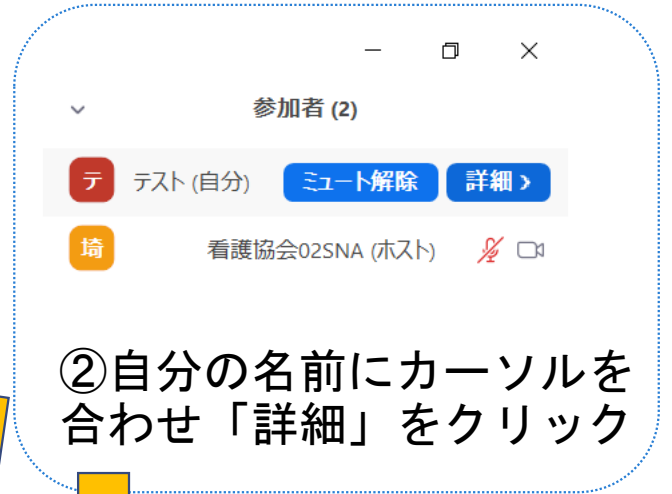 参加者 (2)
テ テスト (自分) ミュート解除 詳細 >
埼 看護協会02SNA (ホスト)
②自分の名前にカーソルを
合わせ「詳細」をクリック